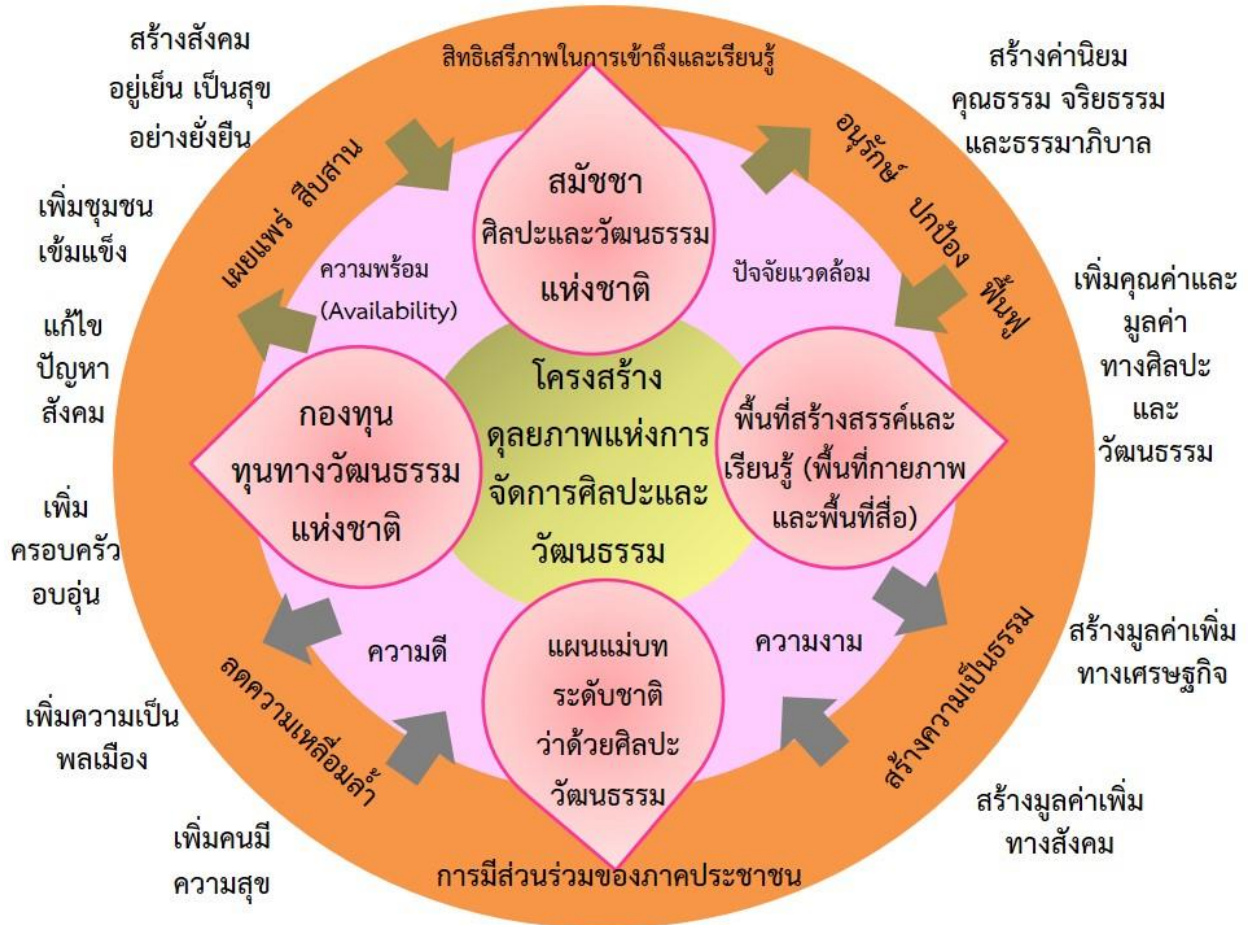 สิทธิเสรีภาพในการเข้าถึงและเรียนรู้
สร้างสังคม
อยู่เย็น เป็นสุข
อย่างยั่งยืน
สร้างค่านิยม
คุณธรรม จริยธรรม
และธรรมาภิบาล
เผยแพร่ สืบสาน
อนุรักษ์ ปกป้อง ฟื้นฟู
สมัชชา
ศิลปะและวัฒนธรรม
แห่งชาติ
เพิ่มชุมชน
เข้มแข็ง
ความพร้อม
(Availability)
ปัจจัยแวดล้อม
เพิ่มคุณค่าและ
มูลค่า
ทางศิลปะ
และ
วัฒนธรรม
แก้ไข
ปัญหา
สังคม
กองทุน
ทุนทางวัฒนธรรม
แห่งชาติ
โครงสร้าง
ดุลยภาพแห่งการ
จัดการศิลปะและ
วัฒนธรรม
พื้นที่สร้างสรรค์และ
เรียนรู้ (พื้นที่กายภาพ
และพื้นที่สื่อ)
เพิ่ม
ครอบครัว
อบอุ่น
ความดี
แผนแม่บท
ระดับชาติ
ว่าด้วยศิลปะ
วัฒนธรรม
ความงาม
สร้างมูลค่าเพิ่ม
ทางเศรษฐกิจ
ลดความเหลื่อมล้ำ
สร้างความเป็นธรรม
เพิ่มความเป็น
พลเมือง
สร้างมูลค่าเพิ่ม
ทางสังคม
เพิ่มคนมี
ความสุข
การมีส่วนร่วมของภาคประชาชน